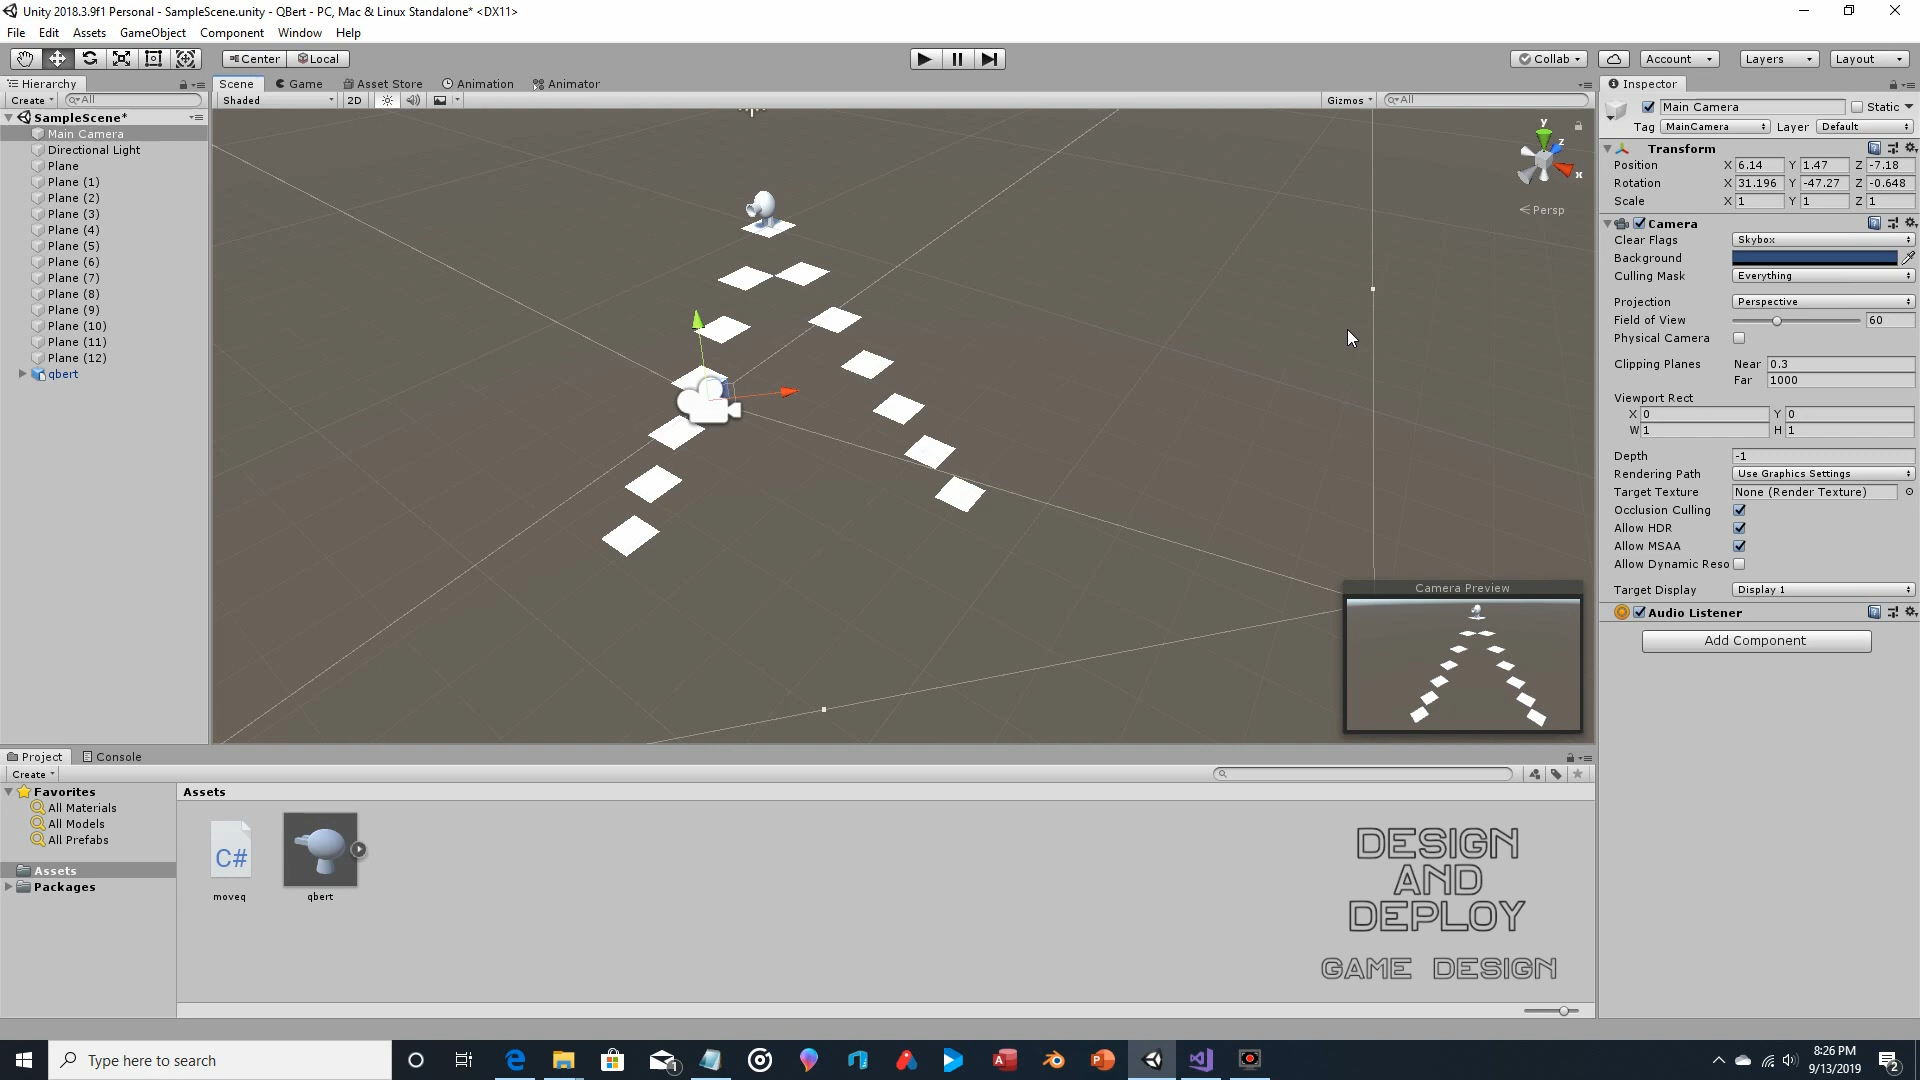 Unity 2018.3.9f1 Personal - SampleScene.unity - QBert - PC, Mac & Linux Standalone* <DX11>
File Edit Assets GameObject Component Window Help
Center Local
Collab Account Layers Layout
Hierarchy
Create All
SampleScene*
Main Camera
Directional Light
Plane
Plane (1)
Plane (2)
Plane (3)
Plane (4)
Plane (5)
Plane (6)
Plane (7)
Plane (8)
Plane (9)
Plane (10)
Plane (11)
Plane (12)
qbert
Scene Game Asset Store Animation Animator
Shaded 2D Gizmos All
y
z
x
Persp
Camera Preview
Inspector
Main Camera Static
Tag MainCamera Layer Default
Transform
Position X 6.14 Y 1.47 Z -7.18
Rotation X 31.196 Y -47.27 Z -0.648
Scale X 1 Y 1 Z 1
Camera
Clear Flags Skybox
Background
Culling Mask Everything
Projection Perspective
Field of View 60
Physical Camera
Clipping Planes Near 0.3
Far 1000
Viewport Rect
X 0 Y 0
W 1 H 1
Depth -1
Rendering Path Use Graphics Settings
Target Texture None (Render Texture)
Occlusion Culling
Allow HDR
Allow MSAA
Allow Dynamic Reso
Target Display Display 1
Audio Listener
Add Component
Project Console
Create
Favorites
All Materials
All Models
All Prefabs
Assets
Packages
Assets
C#
moveq qbert
DESIGN
AND
DEPLOY
GAME DESIGN
Type here to search
1
8:26 PM
9/13/2019
2